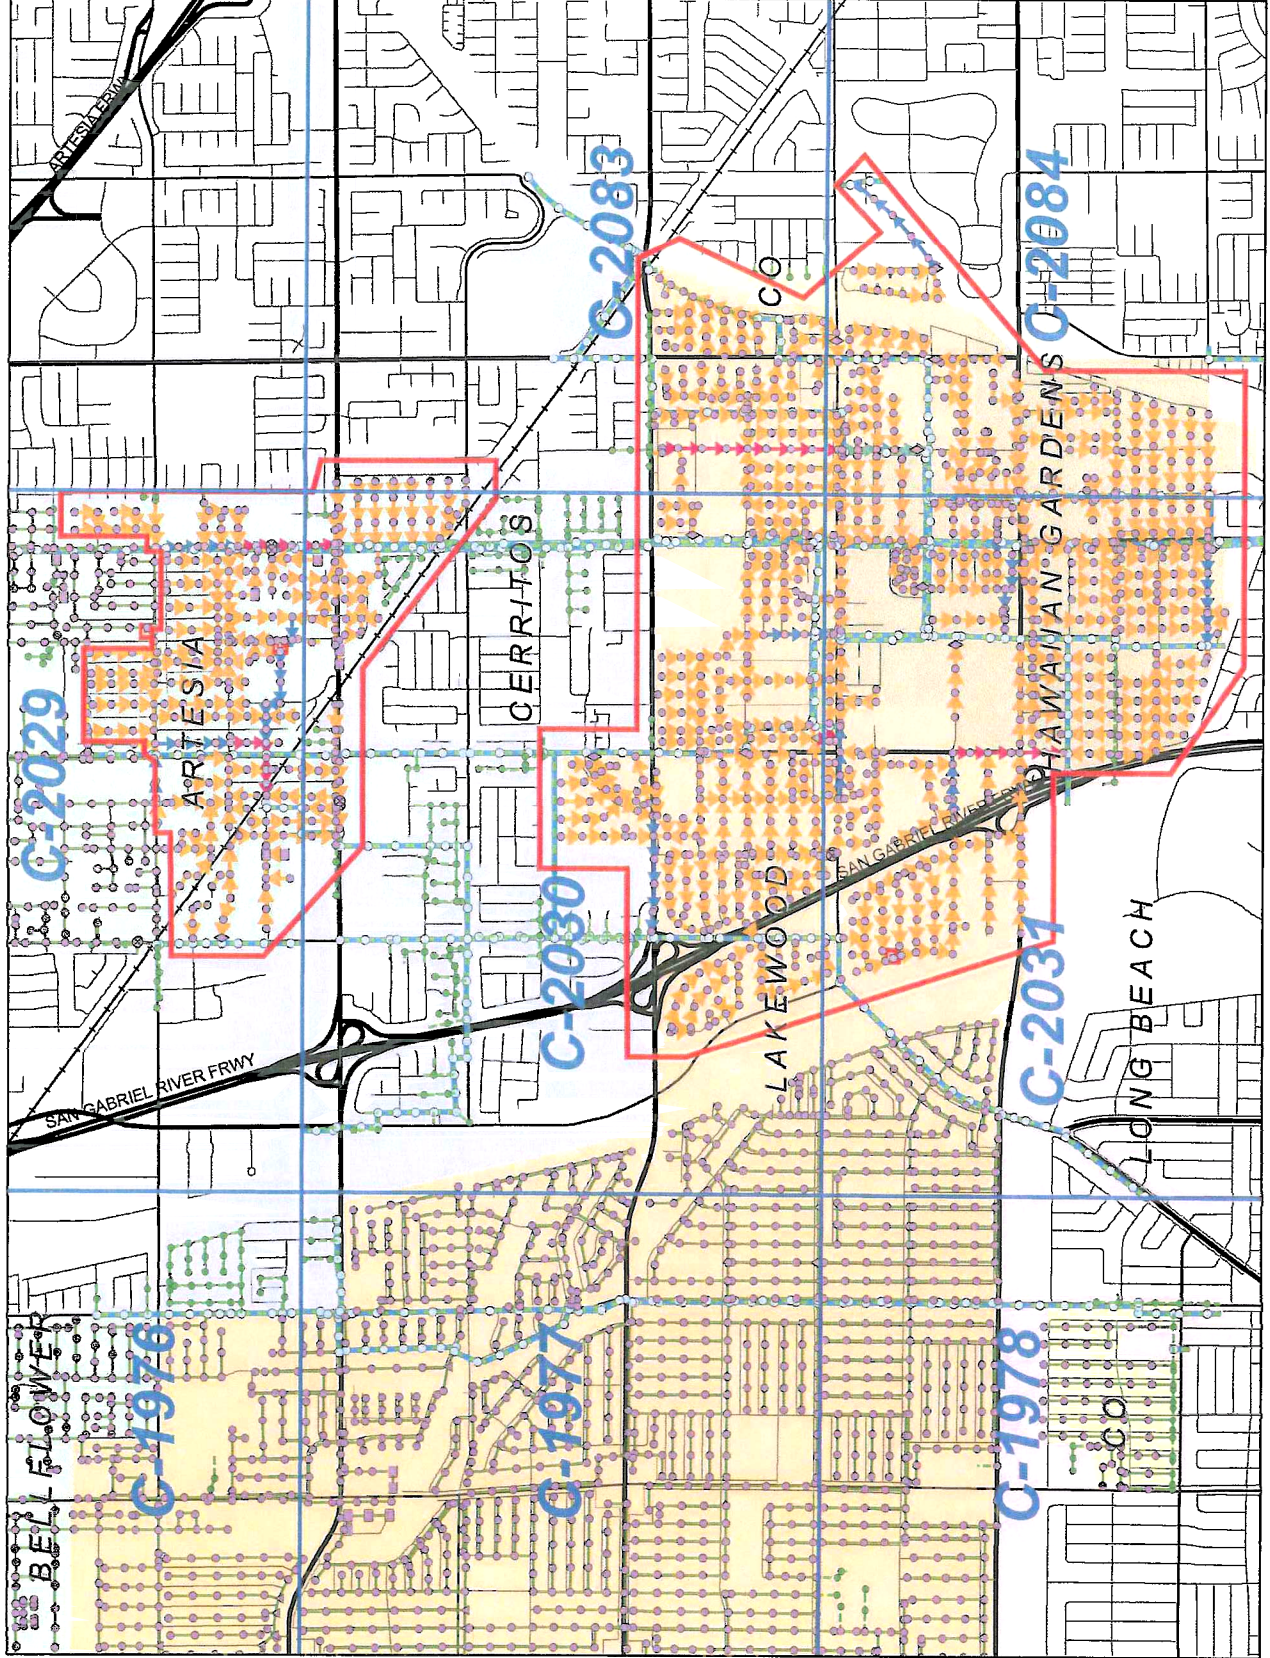 ARTESIA FRWY
C-2083
C-2084
CO
HAWAIIAN GARDENS
CERRITOS
ARTESIA
C-2029
C-2030
C-2031
SAN GABRIEL RIVER FRWY
LAKEWOOD
LONG BEACH
SAN GABRIEL RIVER FRWY
BELLFLOWER
C-1976
C-1977
C-1978
CO